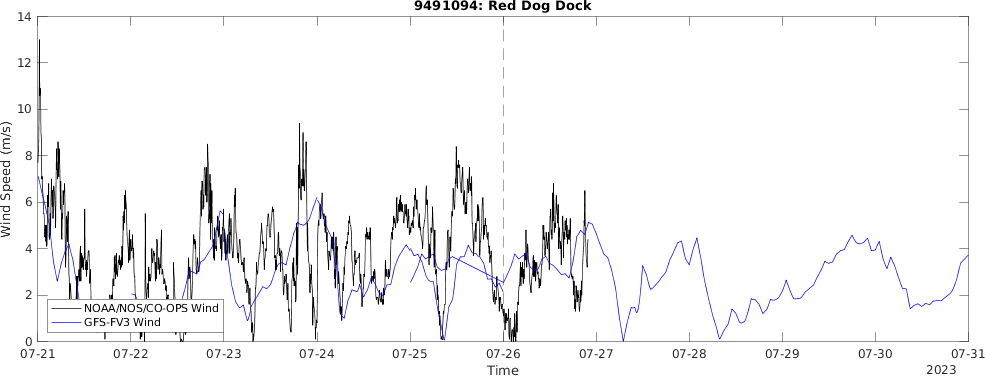 9491094: Red Dog Dock
Wind Speed (m/s)
14
12
10
8
6
4
2
0
NOAA/NOS/CO-OPS Wind
GFS-FV3 Wind
07-21 07-22 07-23 07-24 07-25 07-26 07-27 07-28 07-29 07-30 07-31
Time
2023